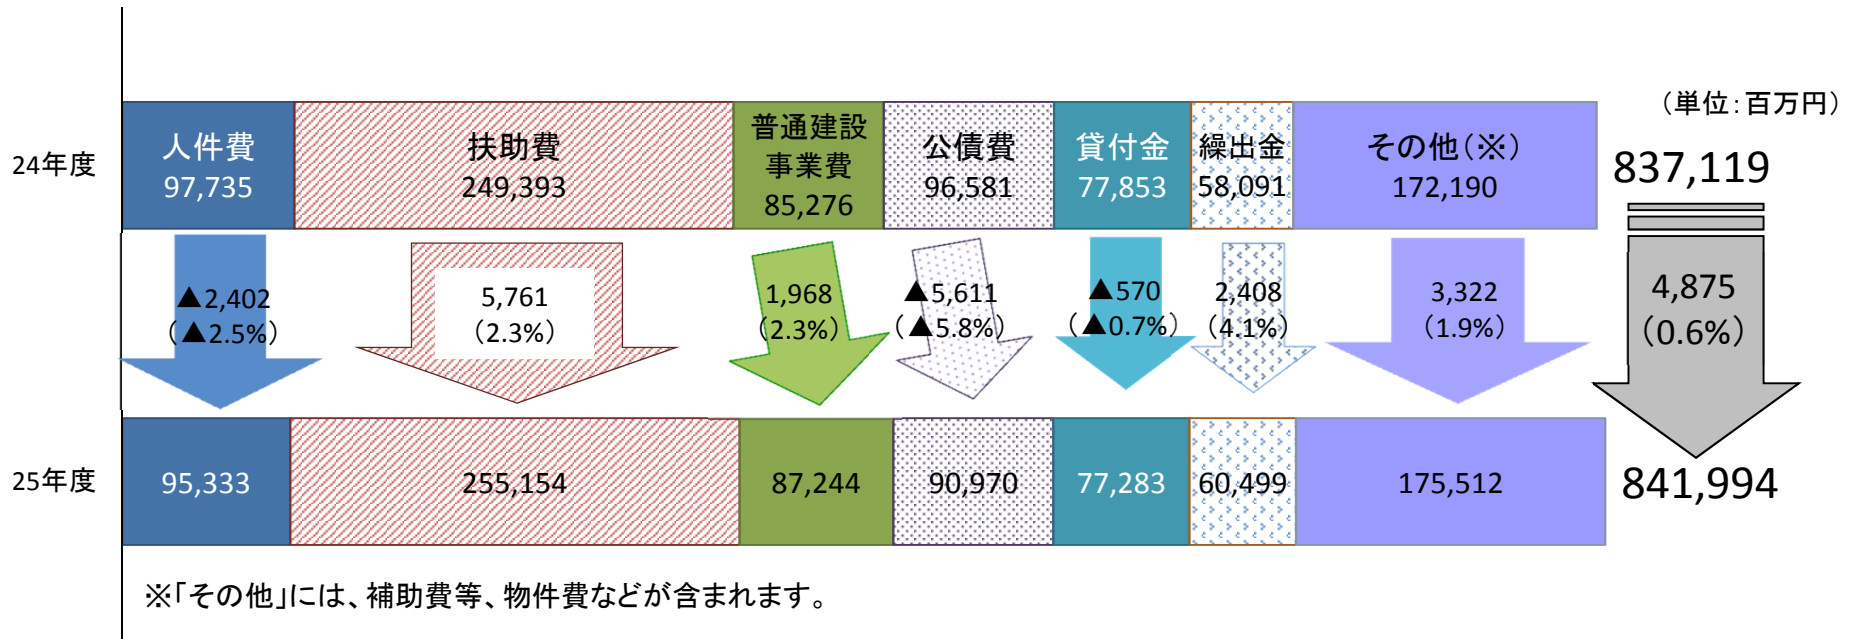 （単位：百万円）
24年度
人件費
97,735
扶助費
249,393
普通建設
事業費
85,276
公債費
96,581
貸付金
77,853
繰出金
58,091
その他（※）
172,190
837,119
▲2,402
（▲2.5%）
5,761
（2.3%）
1,968
（2.3%）
▲5,611
（▲5.8%）
▲570
（▲0.7%）
2,408
（4.1%）
3,322
（1.9%）
4,875
（0.6%）
25年度
95,333
255,154
87,244
90,970
77,283
60,499
175,512
841,994
※「その他」には、補助費等、物件費などが含まれます。